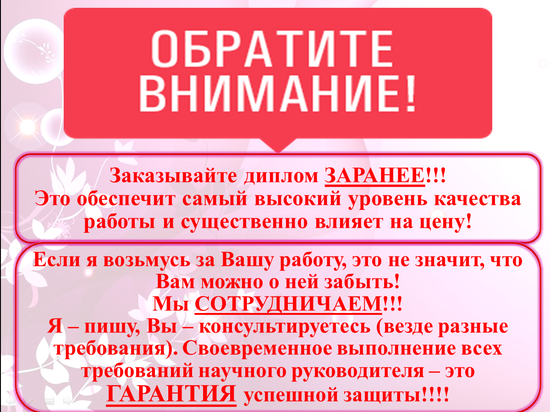 ОБРАТИТЕ
ВНИМАНИЕ!
Заказывайте диплом ЗАРАНЕЕ!!!
Это обеспечит самый высокий уровень качества
работы и существенно влияет на цену!
Если я возьмусь за Вашу работу, это не значит, что
Вам можно о ней забыть!
Мы СОТРУДНИЧАЕМ!!!
Я – пишу, Вы – консультируетесь (везде разные
требования). Своевременное выполнение всех
требований научного руководителя – это
ГАРАНТИЯ успешной защиты!!!!